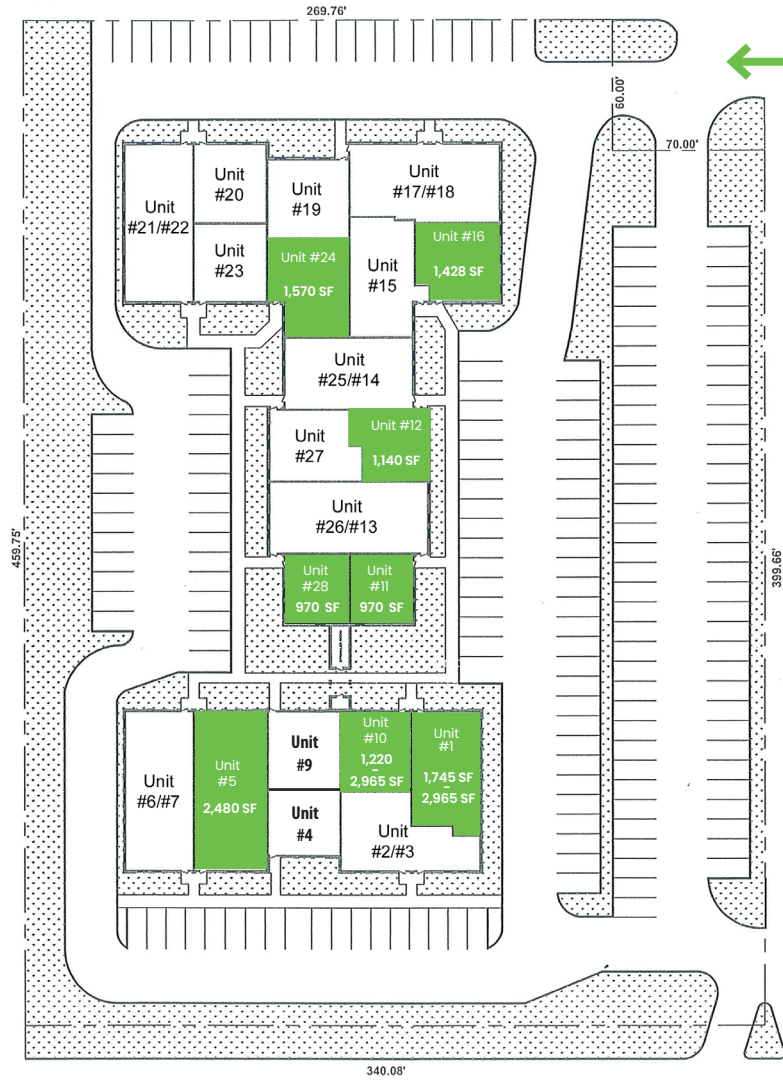 269.76'
60.00'
70.00'
Unit
#21/#22
Unit
#20
Unit
#19
Unit
#17/#18
Unit
#23
Unit #24
1,570 SF
Unit
#15
Unit #16
1,428 SF
Unit
#25/#14
Unit
#27
Unit #12
1,140 SF
Unit
#26/#13
459.75'
399.66'
Unit
#28
970 SF
Unit
#11
970 SF
Unit
#6/#7
Unit
#5
2,480 SF
Unit
#9
Unit
#10
1,220
–
2,965 SF
Unit
#1
1,745 SF
–
2,965 SF
Unit
#4
Unit
#2/#3
340.08'